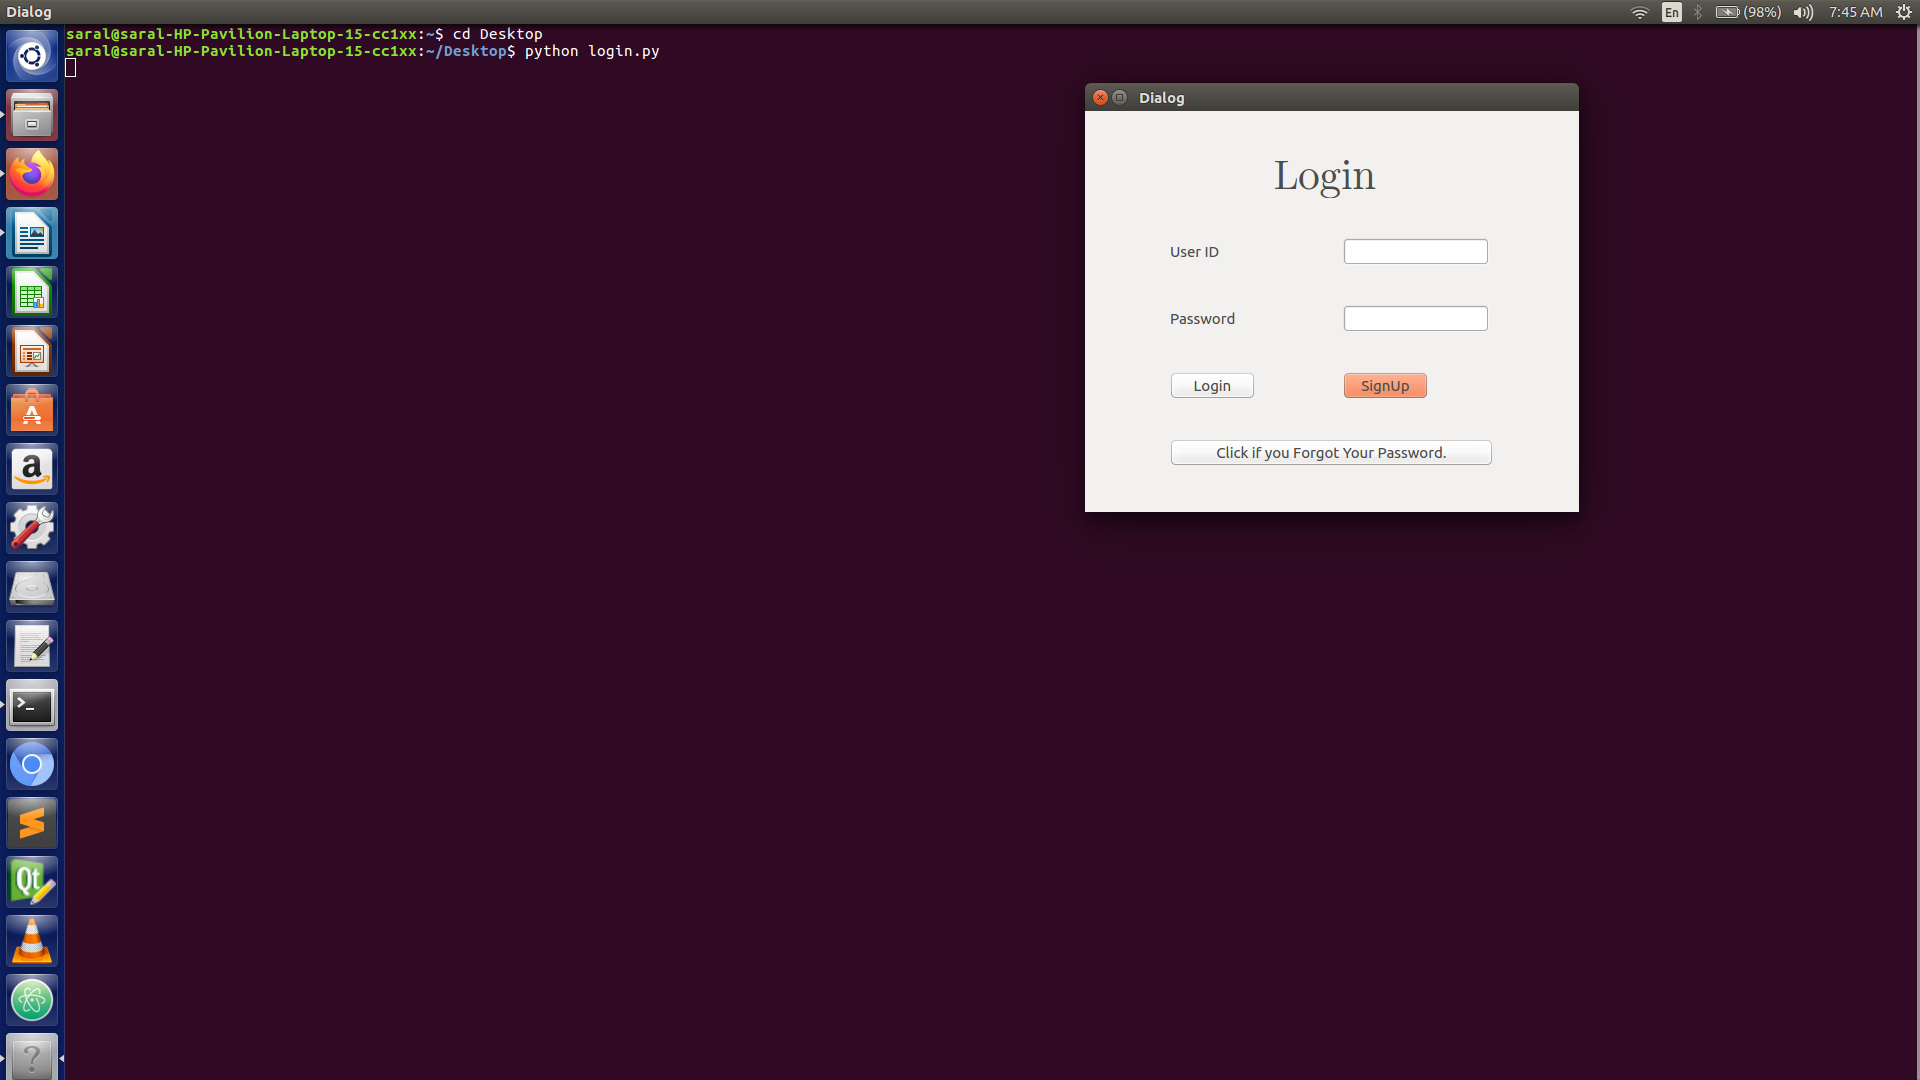 Dialog
En
(98%)
7:45 AM
saral@saral-HP-Pavilion-Laptop-15-cc1xx:~$ cd Desktop
saral@saral-HP-Pavilion-Laptop-15-cc1xx:~/Desktop$ python login.py
Dialog
Login
User ID
Password
Login
SignUp
Click if you Forgot Your Password.
A
a
>_
Qt
?